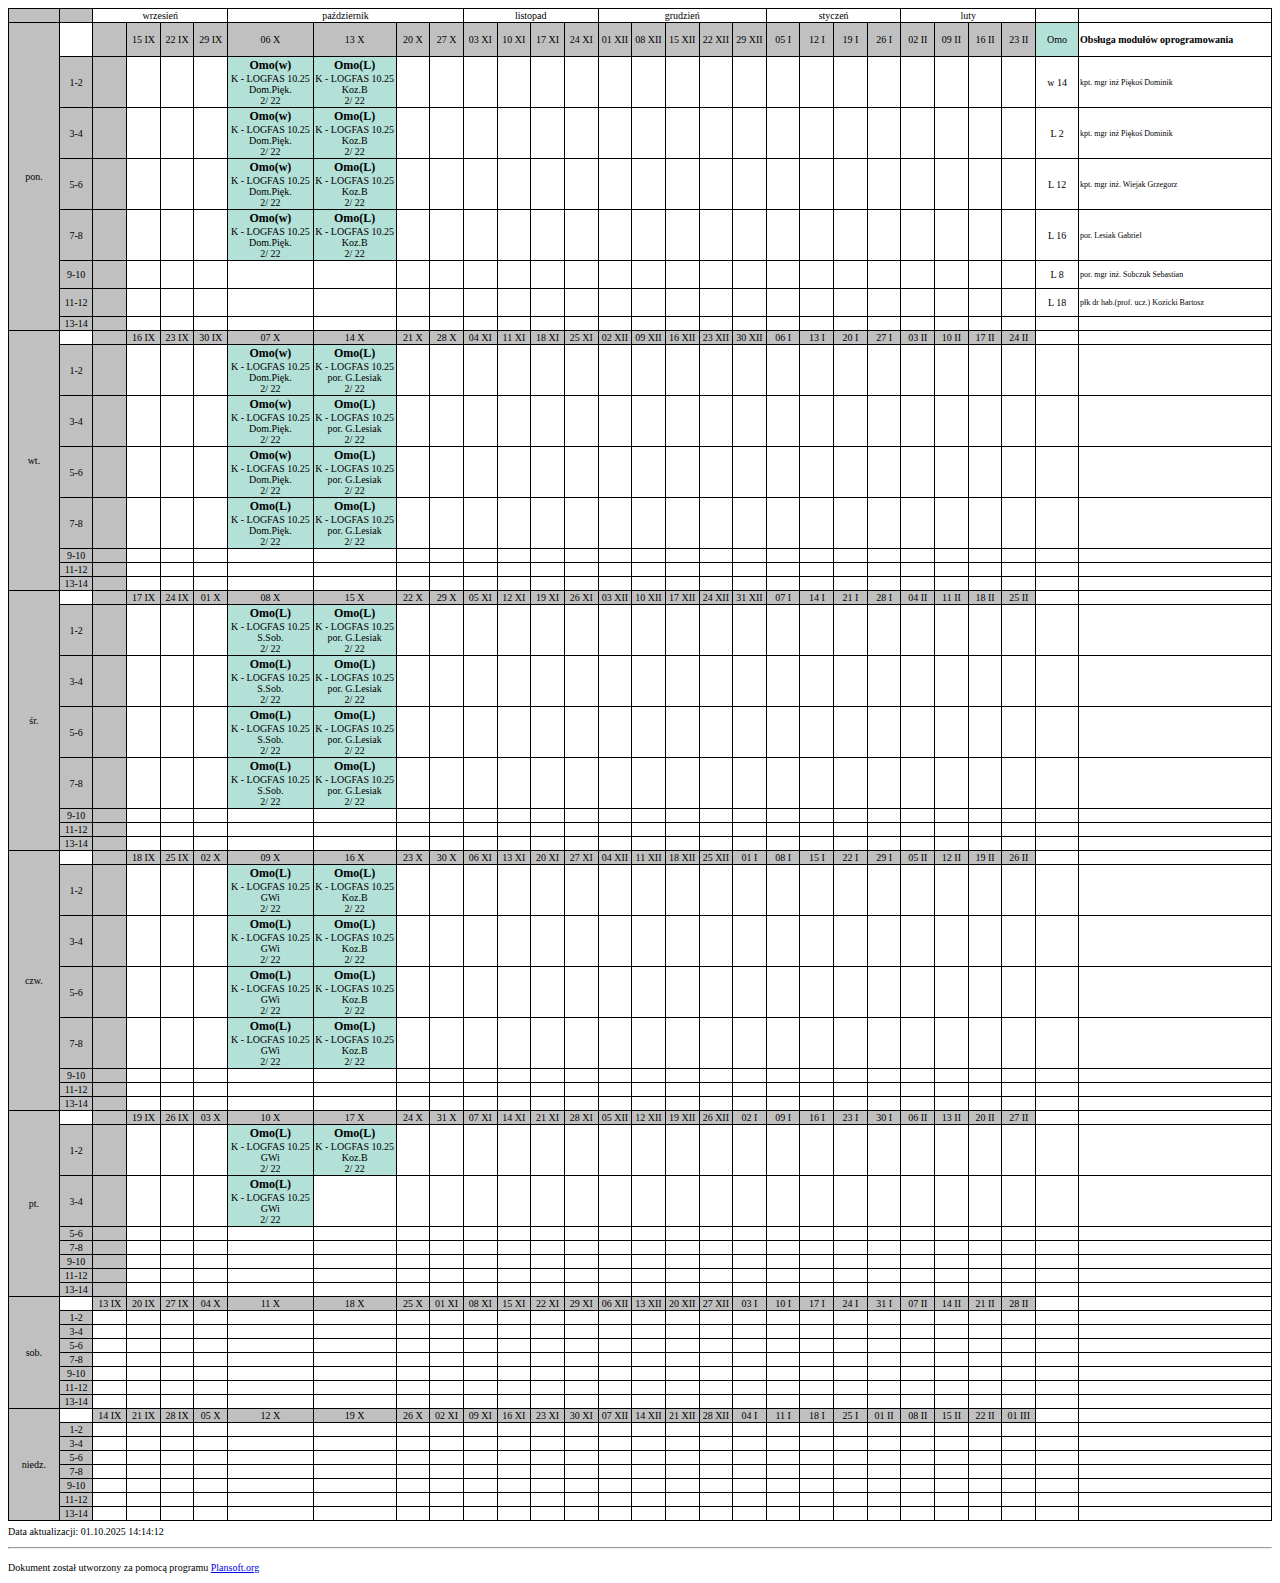 wrzesień październik listopad grudzień styczeń luty
pon. 15 IX 22 IX 29 IX 06 X 13 X 20 X 27 X 03 XI 10 XI 17 XI 24 XI 01 XII 08 XII 15 XII 22 XII 29 XII 05 I 12 I 19 I 26 I 02 II 09 II 16 II 23 II Omo Obsługa modułów oprogramowania
1-2 Omo(w) Omo(L)
K - LOGFAS 10.25 K - LOGFAS 10.25
Dom.Pięk. Koz.B w 14 kpt. mgr inż Piękoś Dominik
2/ 22 2/ 22
3-4 Omo(w) Omo(L)
K - LOGFAS 10.25 K - LOGFAS 10.25
Dom.Pięk. Koz.B L 2 kpt. mgr inż Piękoś Dominik
2/ 22 2/ 22
5-6 Omo(w) Omo(L)
K - LOGFAS 10.25 K - LOGFAS 10.25
Dom.Pięk. Koz.B L 12 kpt. mgr inż. Wiejak Grzegorz
2/ 22 2/ 22
7-8 Omo(w) Omo(L)
K - LOGFAS 10.25 K - LOGFAS 10.25
Dom.Pięk. Koz.B L 16 por. Lesiak Gabriel
2/ 22 2/ 22
9-10 L 8 por. mgr inż. Sobczuk Sebastian
11-12 L 18 płk dr hab.(prof. ucz.) Kozicki Bartosz
13-14
wt. 16 IX 23 IX 30 IX 07 X 14 X 21 X 28 X 04 XI 11 XI 18 XI 25 XI 02 XII 09 XII 16 XII 23 XII 30 XII 06 I 13 I 20 I 27 I 03 II 10 II 17 II 24 II
1-2 Omo(w) Omo(L)
K - LOGFAS 10.25 K - LOGFAS 10.25
Dom.Pięk. por. G.Lesiak
2/ 22 2/ 22
3-4 Omo(w) Omo(L)
K - LOGFAS 10.25 K - LOGFAS 10.25
Dom.Pięk. por. G.Lesiak
2/ 22 2/ 22
5-6 Omo(w) Omo(L)
K - LOGFAS 10.25 K - LOGFAS 10.25
Dom.Pięk. por. G.Lesiak
2/ 22 2/ 22
7-8 Omo(L) Omo(L)
K - LOGFAS 10.25 K - LOGFAS 10.25
Dom.Pięk. por. G.Lesiak
2/ 22 2/ 22
9-10
11-12
13-14
śr. 17 IX 24 IX 01 X 08 X 15 X 22 X 29 X 05 XI 12 XI 19 XI 26 XI 03 XII 10 XII 17 XII 24 XII 31 XII 07 I 14 I 21 I 28 I 04 II 11 II 18 II 25 II
1-2 Omo(L) Omo(L)
K - LOGFAS 10.25 K - LOGFAS 10.25
S.Sob. por. G.Lesiak
2/ 22 2/ 22
3-4 Omo(L) Omo(L)
K - LOGFAS 10.25 K - LOGFAS 10.25
S.Sob. por. G.Lesiak
2/ 22 2/ 22
5-6 Omo(L) Omo(L)
K - LOGFAS 10.25 K - LOGFAS 10.25
S.Sob. por. G.Lesiak
2/ 22 2/ 22
7-8 Omo(L) Omo(L)
K - LOGFAS 10.25 K - LOGFAS 10.25
S.Sob. por. G.Lesiak
2/ 22 2/ 22
9-10
11-12
13-14
czw. 18 IX 25 IX 02 X 09 X 16 X 23 X 30 X 06 XI 13 XI 20 XI 27 XI 04 XII 11 XII 18 XII 25 XII 01 I 08 I 15 I 22 I 29 I 05 II 12 II 19 II 26 II
1-2 Omo(L) Omo(L)
K - LOGFAS 10.25 K - LOGFAS 10.25
GWi Koz.B
2/ 22 2/ 22
3-4 Omo(L) Omo(L)
K - LOGFAS 10.25 K - LOGFAS 10.25
GWi Koz.B
2/ 22 2/ 22
5-6 Omo(L) Omo(L)
K - LOGFAS 10.25 K - LOGFAS 10.25
GWi Koz.B
2/ 22 2/ 22
7-8 Omo(L) Omo(L)
K - LOGFAS 10.25 K - LOGFAS 10.25
GWi Koz.B
2/ 22 2/ 22
9-10
11-12
13-14
pt. 19 IX 26 IX 03 X 10 X 17 X 24 X 31 X 07 XI 14 XI 21 XI 28 XI 05 XII 12 XII 19 XII 26 XII 02 I 09 I 16 I 23 I 30 I 06 II 13 II 20 II 27 II
1-2 Omo(L) Omo(L)
K - LOGFAS 10.25 K - LOGFAS 10.25
GWi Koz.B
2/ 22 2/ 22
3-4 Omo(L)
K - LOGFAS 10.25
GWi
2/ 22
5-6
7-8
9-10
11-12
13-14
sob. 13 IX 20 IX 27 IX 04 X 11 X 18 X 25 X 01 XI 08 XI 15 XI 22 XI 29 XI 06 XII 13 XII 20 XII 27 XII 03 I 10 I 17 I 24 I 31 I 07 II 14 II 21 II 28 II
1-2
3-4
5-6
7-8
9-10
11-12
13-14
niedz. 14 IX 21 IX 28 IX 05 X 12 X 19 X 26 X 02 XI 09 XI 16 XI 23 XI 30 XI 07 XII 14 XII 21 XII 28 XII 04 I 11 I 18 I 25 I 01 II 08 II 15 II 22 II 01 III
1-2
3-4
5-6
7-8
9-10
11-12
13-14
Data aktualizacji: 01.10.2025 14:14:12
Dokument został utworzony za pomocą programu Plansoft.org